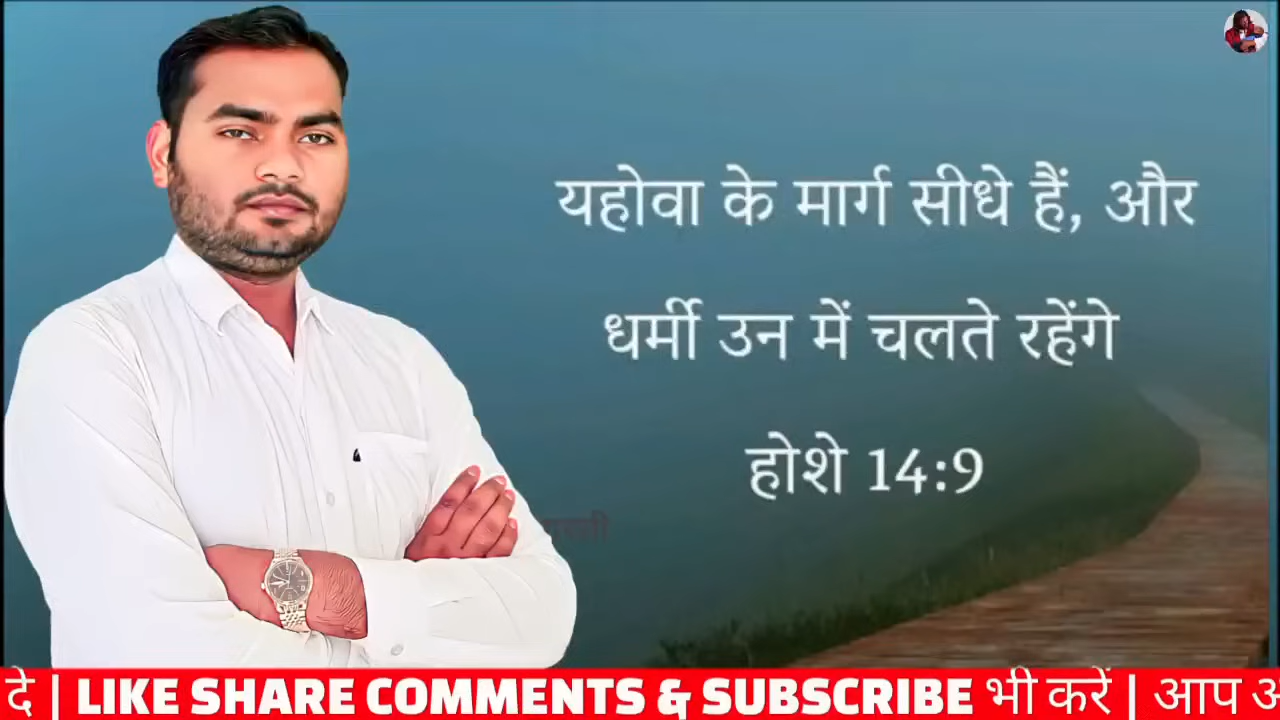 यहोवा के मार्ग सीधे हैं, और
धर्मी उन में चलते रहेंगे
होशे 14:9
दे | LIKE SHARE COMMENTS & SUBSCRIBE भी करें | आप